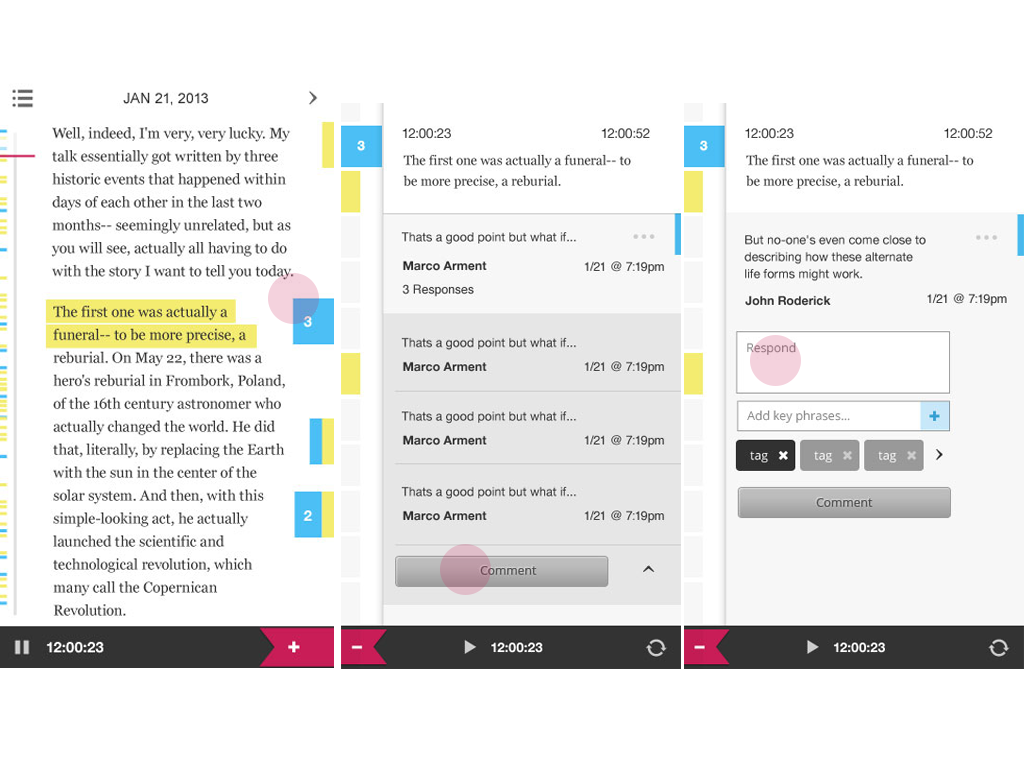 JAN 21, 2013
Well, indeed, I'm very, very lucky. My
talk essentially got written by three
historic events that happened within
days of each other in the last two
months-- seemingly unrelated, but as
you will see, actually all having to do
with the story I want to tell you today.
The first one was actually a
funeral-- to be more precise, a
reburial. On May 22, there was a
hero's reburial in Frombork, Poland,
of the 16th century astronomer who
actually changed the world. He did
that, literally, by replacing the Earth
with the sun in the center of the
solar system. And then, with this
simple-looking act, he actually
launched the scientific and
technological revolution, which
many call the Copernican
Revolution.
3
2
12:00:23
+
3
12:00:23 12:00:52
The first one was actually a funeral-- to
be more precise, a reburial.
Thats a good point but what if...
Marco Arment 1/21 @ 7:19pm
3 Responses
Thats a good point but what if...
Marco Arment 1/21 @ 7:19pm
Thats a good point but what if...
Marco Arment 1/21 @ 7:19pm
Thats a good point but what if...
Marco Arment 1/21 @ 7:19pm
Comment
12:00:23
3
12:00:23 12:00:52
The first one was actually a funeral-- to
be more precise, a reburial.
But no-one's even come close to
describing how these alternate
life forms might work.
John Roderick 1/21 @ 7:19pm
Respond
Add key phrases... +
tag × tag × tag ×
Comment
12:00:23